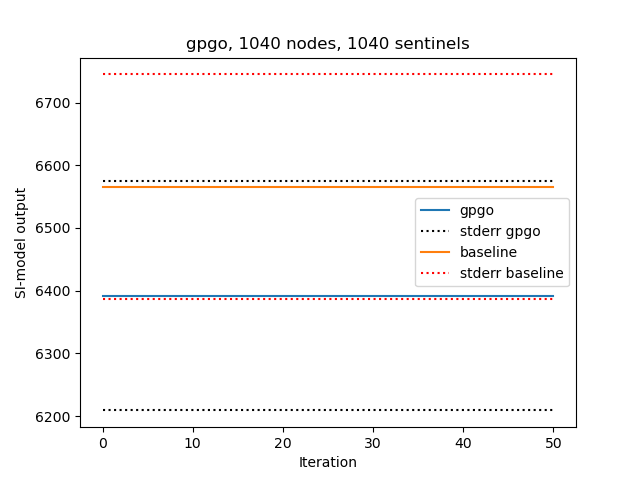 gpgo, 1040 nodes, 1040 sentinels
SI-model output
6700
6600
6500
6400
6300
6200
gpgo
stderr gpgo
baseline
stderr baseline
0 10 20 30 40 50
Iteration